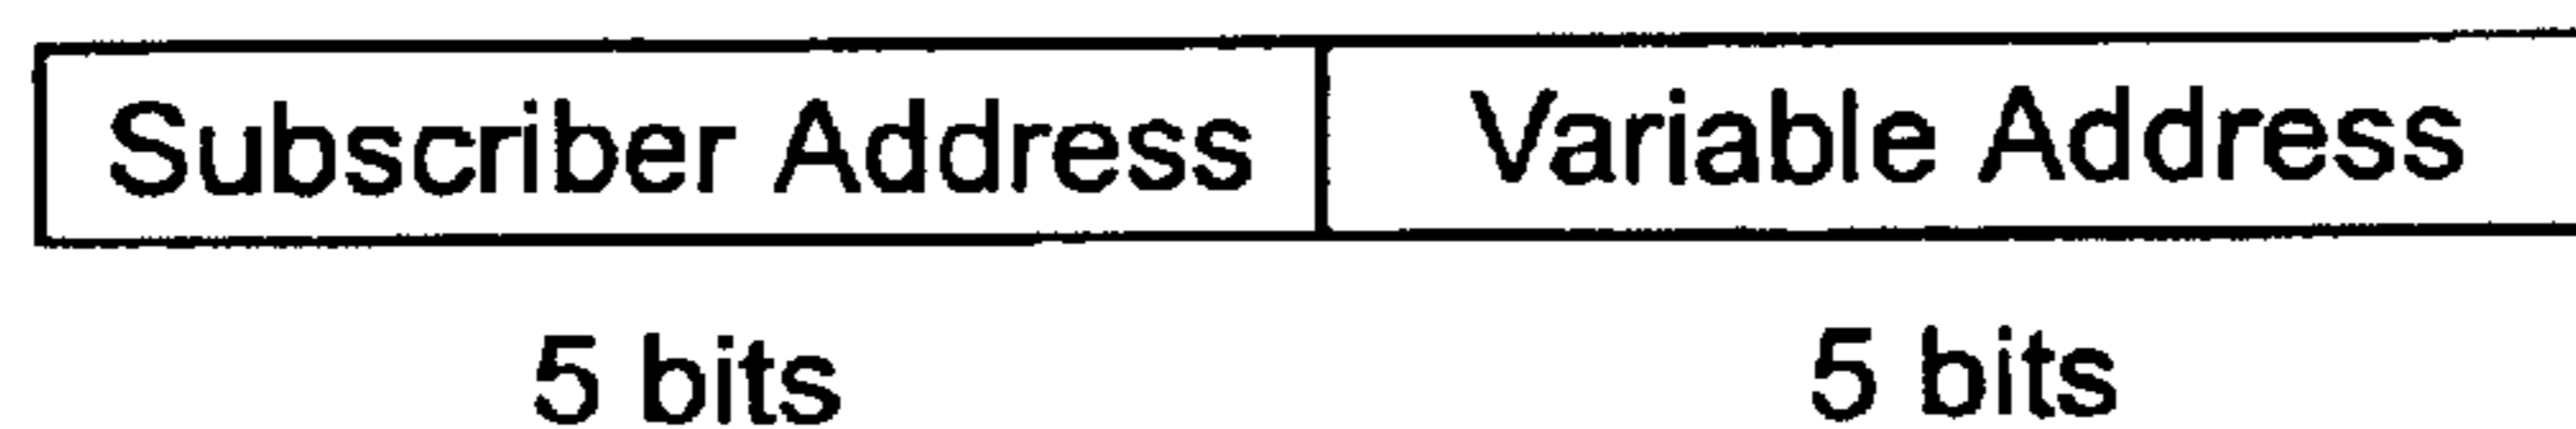 Subscriber Address Variable Address
5 bits 5 bits